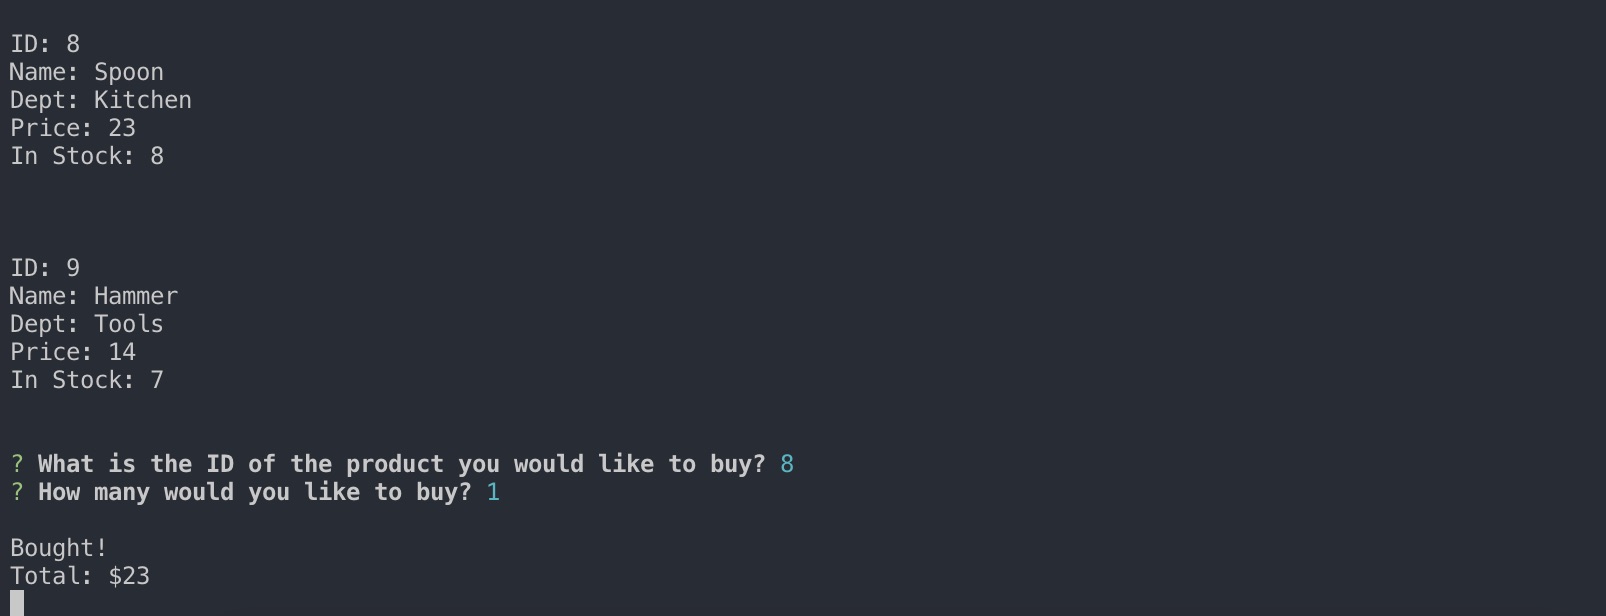 ID: 8
Name: Spoon
Dept: Kitchen
Price: 23
In Stock: 8
ID: 9
Name: Hammer
Dept: Tools
Price: 14
In Stock: 7
? What is the ID of the product you would like to buy? 8
? How many would you like to buy? 1
Bought!
Total: $23